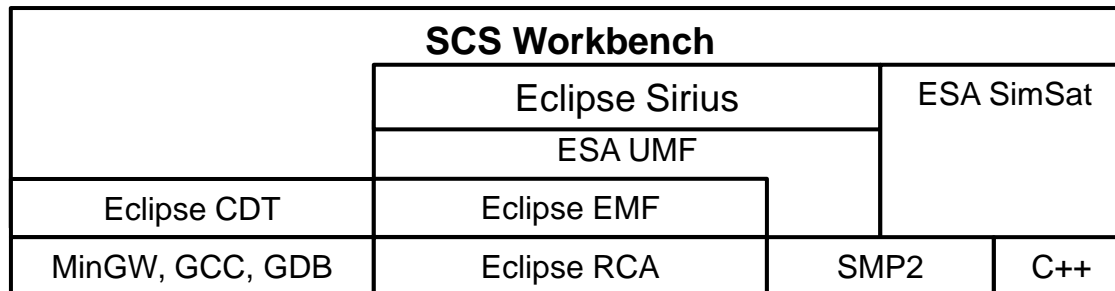 SCS Workbench
Eclipse Sirius
ESA SimSat
ESA UMF
Eclipse CDT
Eclipse EMF
MinGW, GCC, GDB
Eclipse RCA
SMP2
C++